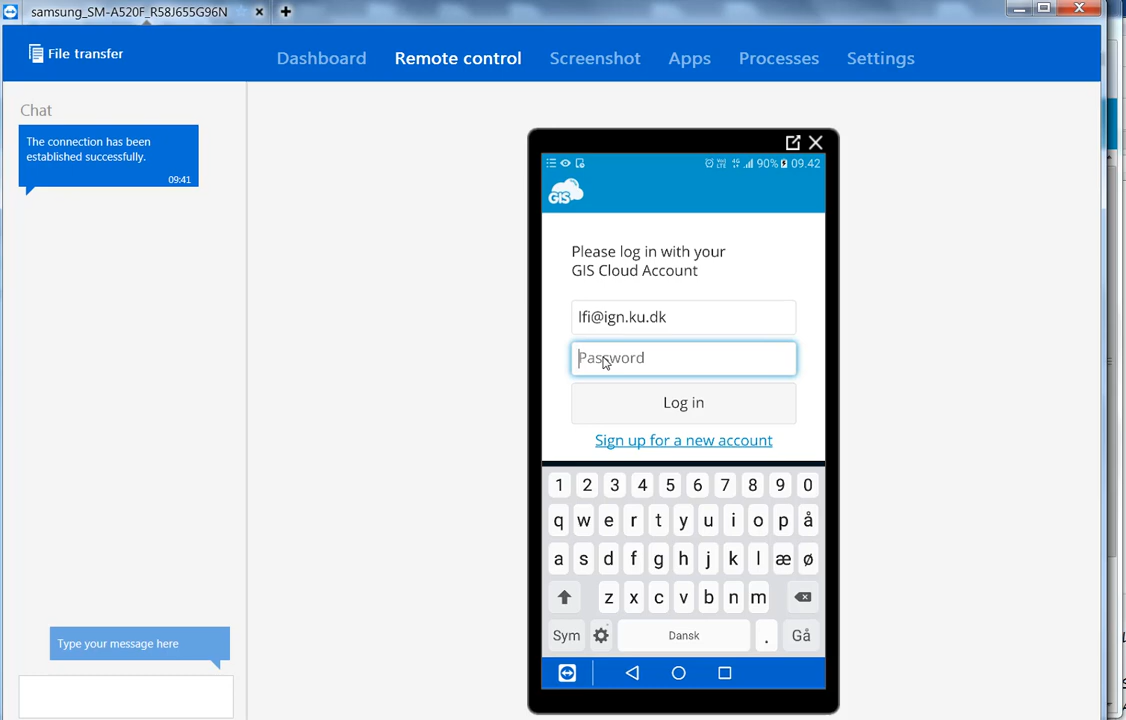 samsung_SM-A520F_R58J655G96N
File transfer
Dashboard
Remote control
Screenshot
Apps
Processes
Settings
Chat
The connection has been
established successfully.
09:41
90% 09.42
GIS
Please log in with your
GIS Cloud Account
lfi@ign.ku.dk
Password
Log in
Sign up for a new account
1 2 3 4 5 6 7 8 9 0
q w e r t y u i o p å
a s d f g h j k l æ ø
z x c v b n m
Sym Dansk . Gå
Type your message here